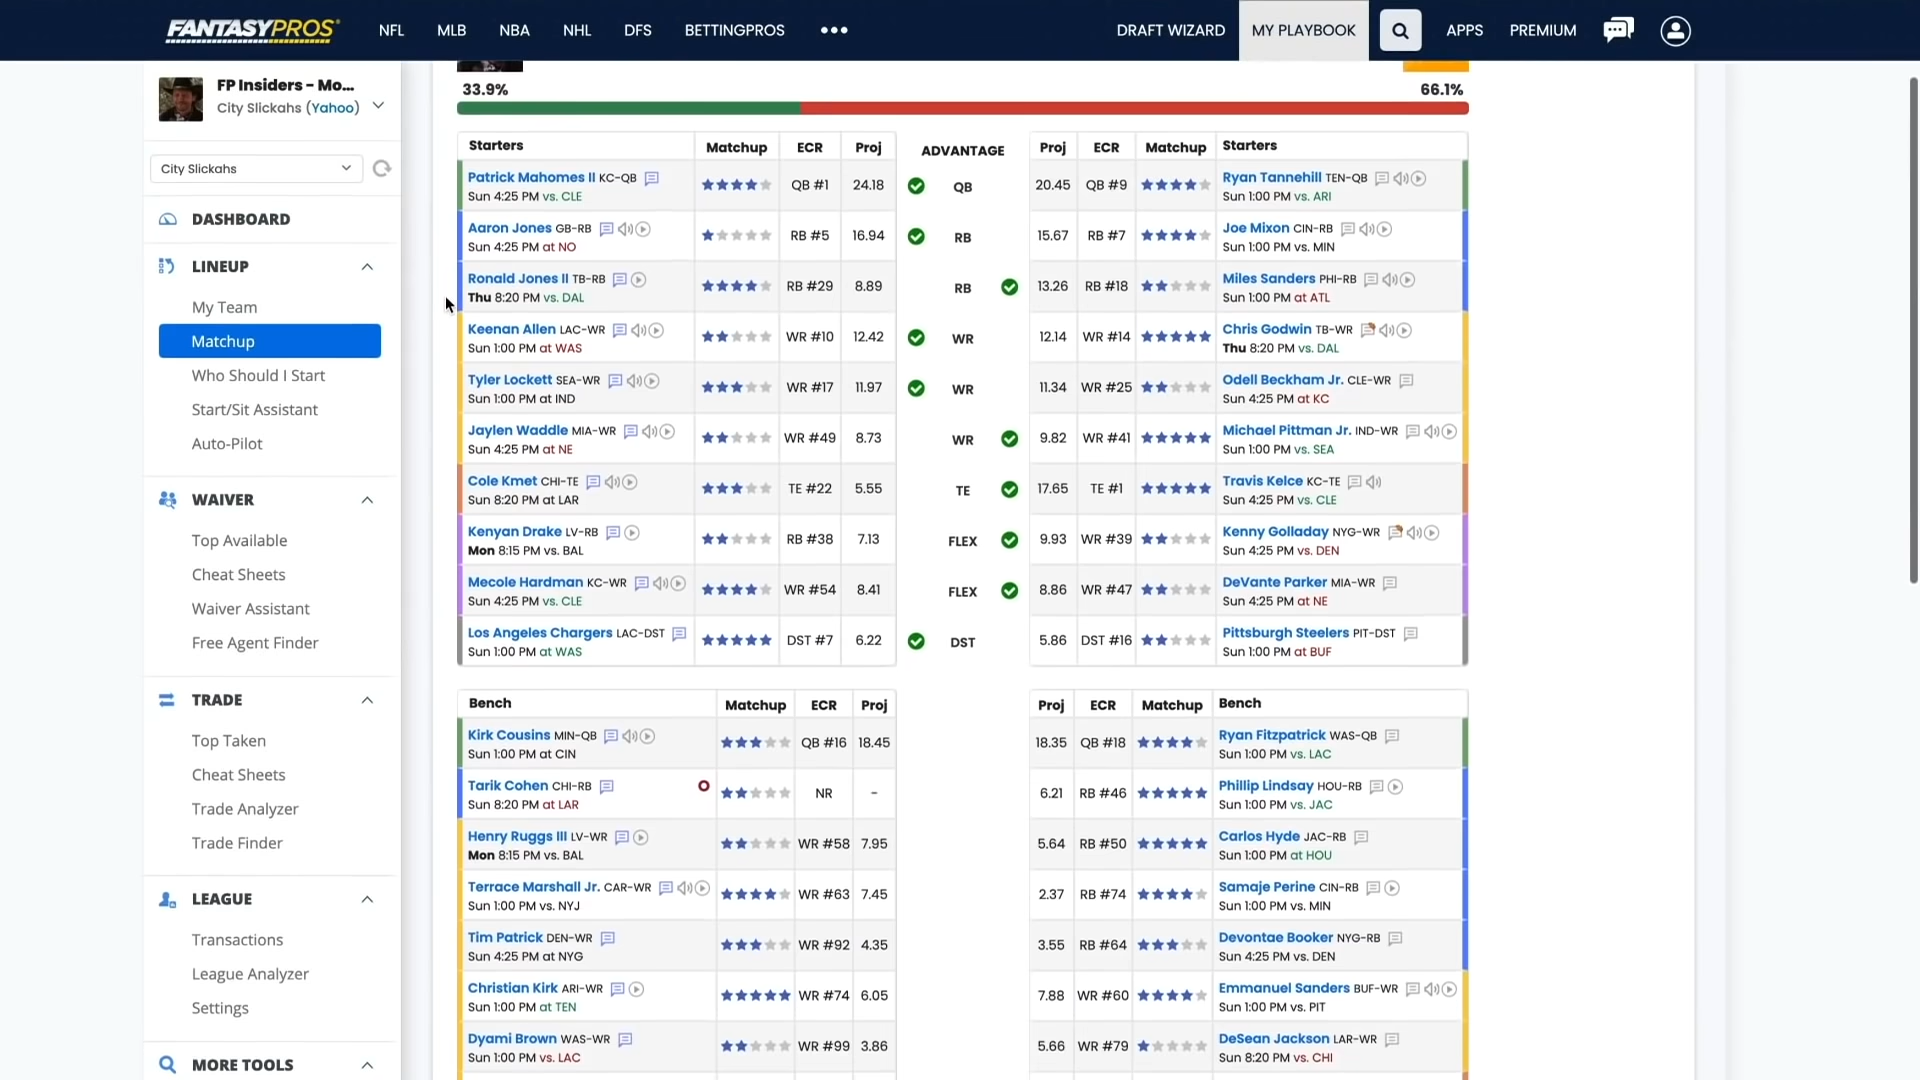 FANTASYPROS
NFL
MLB
NBA
NHL
DFS
BETTINGPROS
DRAFT WIZARD
MY PLAYBOOK
APPS
PREMIUM
FP Insiders - Mo...
City Slickahs (Yahoo)
City Slickahs
DASHBOARD
LINEUP
My Team
Matchup
Who Should I Start
Start/Sit Assistant
Auto-Pilot
WAIVER
Top Available
Cheat Sheets
Waiver Assistant
Free Agent Finder
TRADE
Top Taken
Cheat Sheets
Trade Analyzer
Trade Finder
LEAGUE
Transactions
League Analyzer
Settings
MORE TOOLS
33.9% 66.1%
Starters Matchup ECR Proj ADVANTAGE Proj ECR Matchup Starters
Patrick Mahomes II KC-QB QB #1 24.18 QB 20.45 QB #9 Ryan Tannehill TEN-QB
Sun 4:25 PM vs. CLE Sun 1:00 PM vs. ARI
Aaron Jones GB-RB RB #5 16.94 RB 15.67 RB #7 Joe Mixon CIN-RB
Sun 4:25 PM at NO Sun 1:00 PM vs. MIN
Ronald Jones II TB-RB RB #29 8.89 RB 13.26 RB #18 Miles Sanders PHI-RB
Thu 8:20 PM vs. DAL Sun 1:00 PM at ATL
Keenan Allen LAC-WR WR #10 12.42 WR 12.14 WR #14 Chris Godwin TB-WR
Sun 1:00 PM at WAS Thu 8:20 PM vs. DAL
Tyler Lockett SEA-WR WR #17 11.97 WR 11.34 WR #25 Odell Beckham Jr. CLE-WR
Sun 1:00 PM at IND Sun 4:25 PM at KC
Jaylen Waddle MIA-WR WR #49 8.73 WR 9.82 WR #41 Michael Pittman Jr. IND-WR
Sun 4:25 PM at NE Sun 1:00 PM vs. SEA
Cole Kmet CHI-TE TE #22 5.55 TE 17.65 TE #1 Travis Kelce KC-TE
Sun 8:20 PM at LAR Sun 4:25 PM vs. CLE
Kenyan Drake LV-RB RB #38 7.13 FLEX 9.93 WR #39 Kenny Golladay NYG-WR
Mon 8:15 PM vs. BAL Sun 4:25 PM vs. DEN
Mecole Hardman KC-WR WR #54 8.41 FLEX 8.86 WR #47 DeVante Parker MIA-WR
Sun 4:25 PM vs. CLE Sun 4:25 PM at NE
Los Angeles Chargers LAC-DST DST #7 6.22 DST 5.86 DST #16 Pittsburgh Steelers PIT-DST
Sun 1:00 PM at WAS Sun 1:00 PM at BUF
Bench Matchup ECR Proj Proj ECR Matchup Bench
Kirk Cousins MIN-QB QB #16 18.45 18.35 QB #18 Ryan Fitzpatrick WAS-QB
Sun 1:00 PM at CIN Sun 1:00 PM vs. LAC
Tarik Cohen CHI-RB O NR - 6.21 RB #46 Phillip Lindsay HOU-RB
Sun 8:20 PM at LAR Sun 1:00 PM vs. JAC
Henry Ruggs III LV-WR WR #58 7.95 5.64 RB #50 Carlos Hyde JAC-RB
Mon 8:15 PM vs. BAL Sun 1:00 PM at HOU
Terrace Marshall Jr. CAR-WR WR #63 7.45 2.37 RB #74 Samaje Perine CIN-RB
Sun 1:00 PM vs. NYJ Sun 1:00 PM vs. MIN
Tim Patrick DEN-WR WR #92 4.35 3.55 RB #64 Devontae Booker NYG-RB
Sun 4:25 PM at NYG Sun 4:25 PM vs. DEN
Christian Kirk ARI-WR WR #74 6.05 7.88 WR #60 Emmanuel Sanders BUF-WR
Sun 1:00 PM at TEN Sun 1:00 PM vs. PIT
Dyami Brown WAS-WR WR #99 3.86 5.66 WR #79 DeSean Jackson LAR-WR
Sun 1:00 PM vs. LAC Sun 8:20 PM vs. CHI